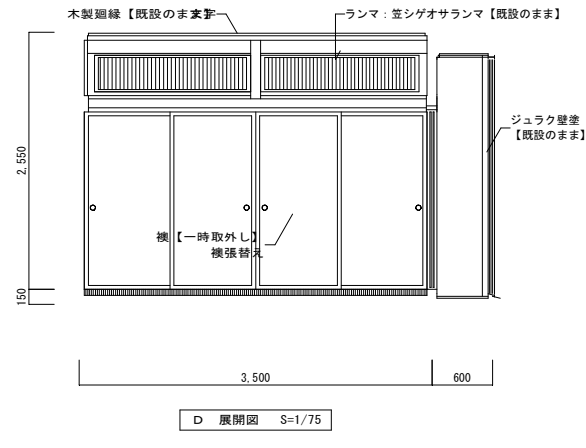 木製廻縁【既設のまま】
文字
ランマ：笠シゲオサランマ【既設のまま】
ジュラク壁塗
【既設のまま】
2,550
襖【一時取外し】
襖張替え
150
3,500
600
D 展開図 S=1/75